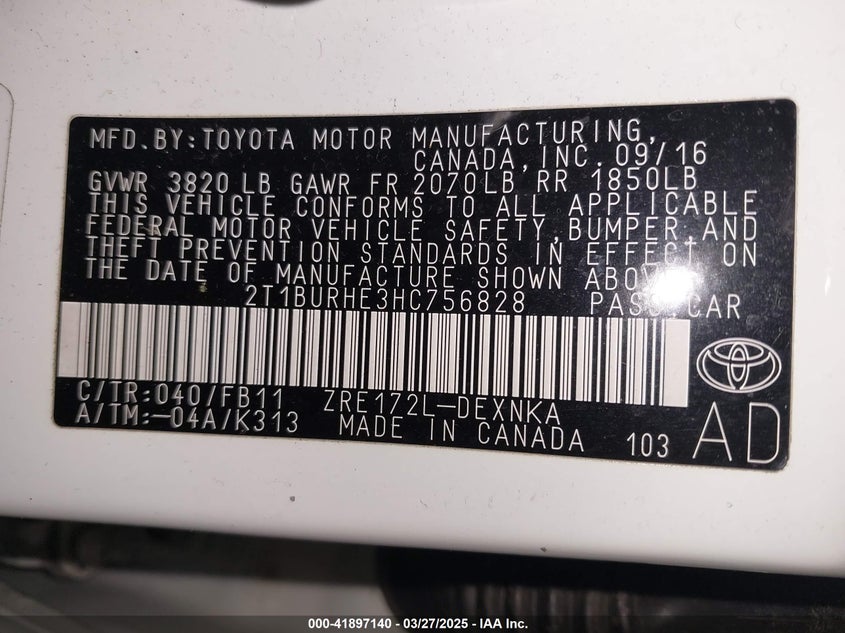 MFD.BY:TOYOTA MOTOR MANUFACTURING,
CANADA,INC. 09/16
GVWR 3820 LB GAWR FR 2070LB RR 1850LB
THIS VEHICLE CONFORMS TO ALL APPLICABLE
FEDERAL MOTOR VEHICLE SAFETY,BUMPER,AND
THEFT PREVENTION STANDARDS IN EFFECT ON
THE DATE OF MANUFACTURE SHOWN ABOVE.
2T1BURHE3HC756828 PASS.CAR
C/TR:040/FB11 ZRE172L-DEXNKA
A/TM:-04A/K313 MADE IN CANADA 103 AD
000-41897140 - 03/27/2025 - IAA Inc.